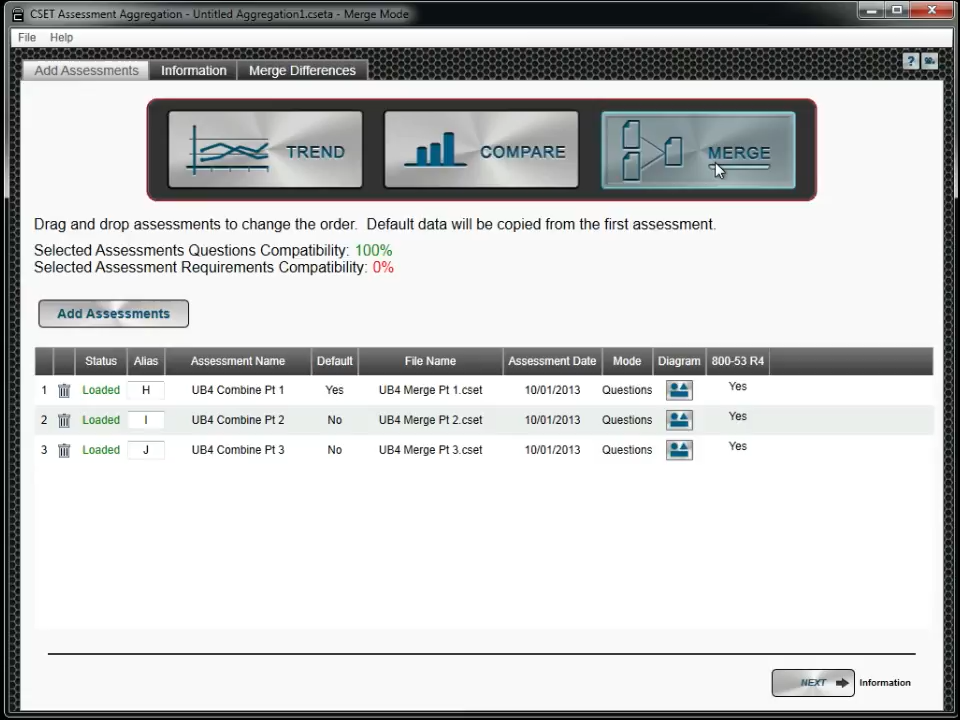 CSET Assessment Aggregation - Untitled Aggregation1.cseta - Merge Mode
File Help
Add Assessments Information Merge Differences ?
TREND COMPARE MERGE
Drag and drop assessments to change the order. Default data will be copied from the first assessment.
Selected Assessments Questions Compatibility: 100%
Selected Assessment Requirements Compatibility: 0%
Add Assessments
Status Alias Assessment Name Default File Name Assessment Date Mode Diagram 800-53 R4
1 Loaded H UB4 Combine Pt 1 Yes UB4 Merge Pt 1.cset 10/01/2013 Questions Yes
2 Loaded I UB4 Combine Pt 2 No UB4 Merge Pt 2.cset 10/01/2013 Questions Yes
3 Loaded J UB4 Combine Pt 3 No UB4 Merge Pt 3.cset 10/01/2013 Questions Yes
NEXT Information